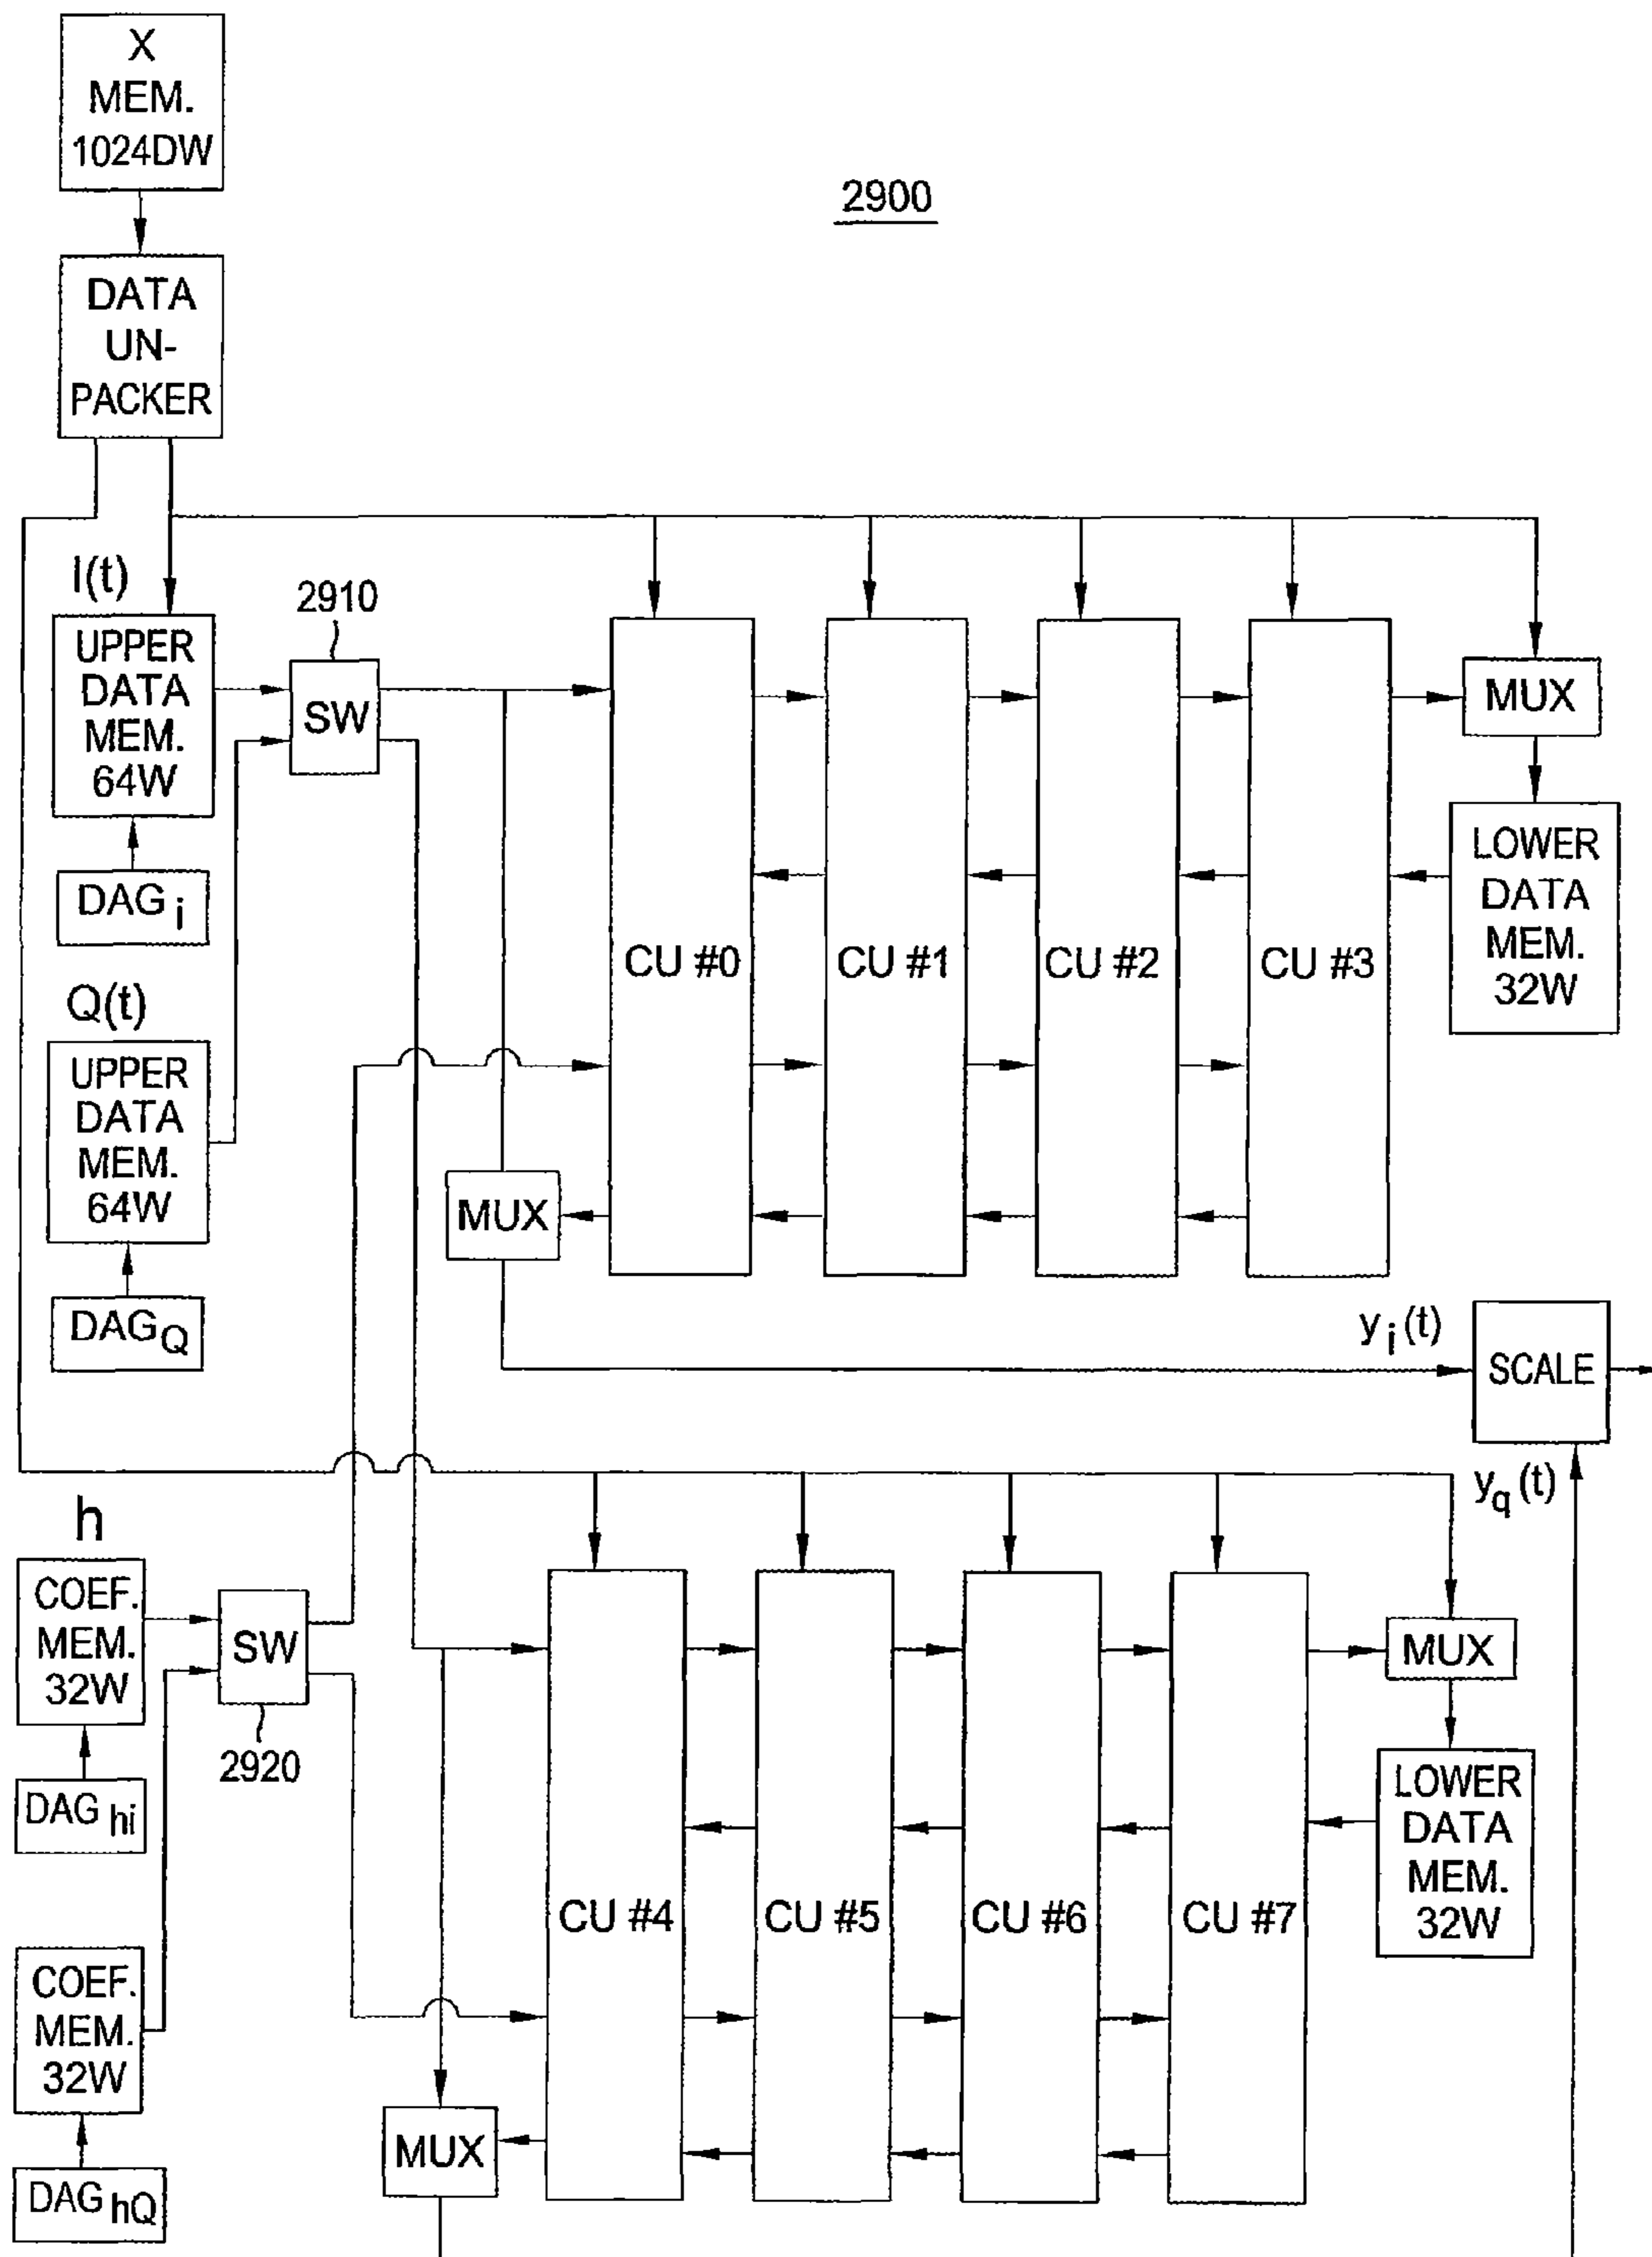 X
MEM.
1024DW
2900
DATA
UN-
PACKER
I(t)
2910
UPPER
DATA
MEM.
64W
SW
MUX
DAG i
LOWER
DATA
MEM.
32W
CU #0
CU #1
CU #2
CU #3
Q(t)
UPPER
DATA
MEM.
64W
MUX
DAG Q
y i (t)
SCALE
y q (t)
h
COEF.
MEM.
32W
SW
2920
MUX
DAG hi
LOWER
DATA
MEM.
32W
CU #4
CU #5
CU #6
CU #7
COEF.
MEM.
32W
MUX
DAG hQ